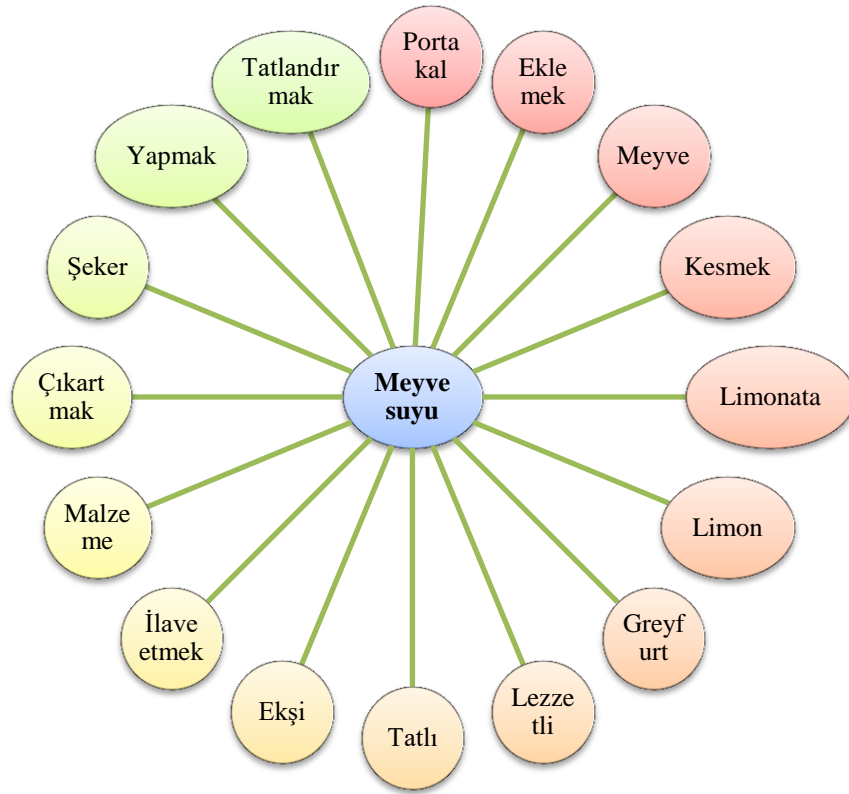 Porta
kal
Ekle
mek
Meyve
Kesmek
Limonata
Limon
Greyf
urt
Lezze
tli
Tatlı
Ekşi
İlave
etmek
Malze
me
Çıkart
mak
Şeker
Yapmak
Tatlandır
mak
Meyve
suyu